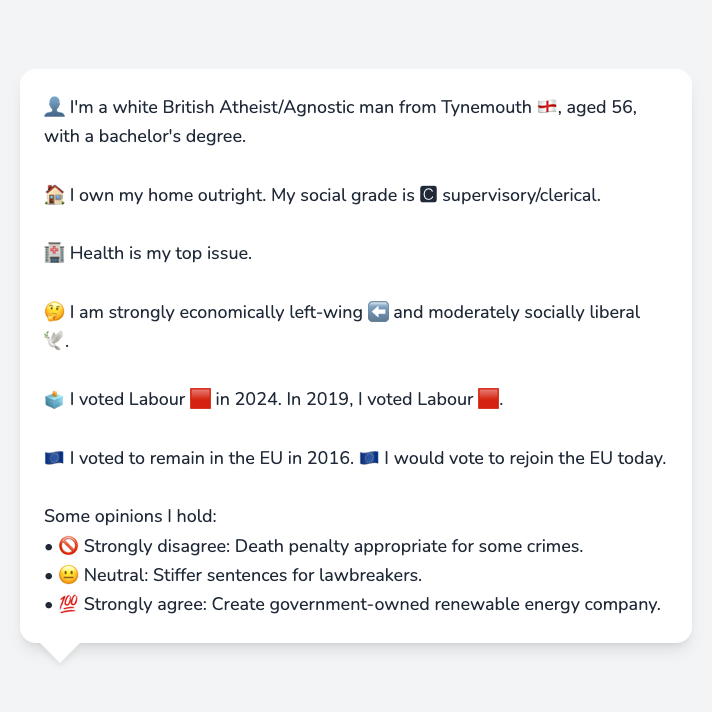 👤 I'm a white British Atheist/Agnostic man from Tynemouth 🏴󠁧󠁢󠁥󠁮󠁧󠁿, aged 56,
with a bachelor's degree.
🏠 I own my home outright. My social grade is 🅲 supervisory/clerical.
🏥 Health is my top issue.
🤔 I am strongly economically left-wing ⬅️ and moderately socially liberal
🕊️.
🗳️ I voted Labour 🟥 in 2024. In 2019, I voted Labour 🟥.
🇪🇺 I voted to remain in the EU in 2016. 🇪🇺 I would vote to rejoin the EU today.
Some opinions I hold:
• 🚫 Strongly disagree: Death penalty appropriate for some crimes.
• 😐 Neutral: Stiffer sentences for lawbreakers.
• 💯 Strongly agree: Create government-owned renewable energy company.